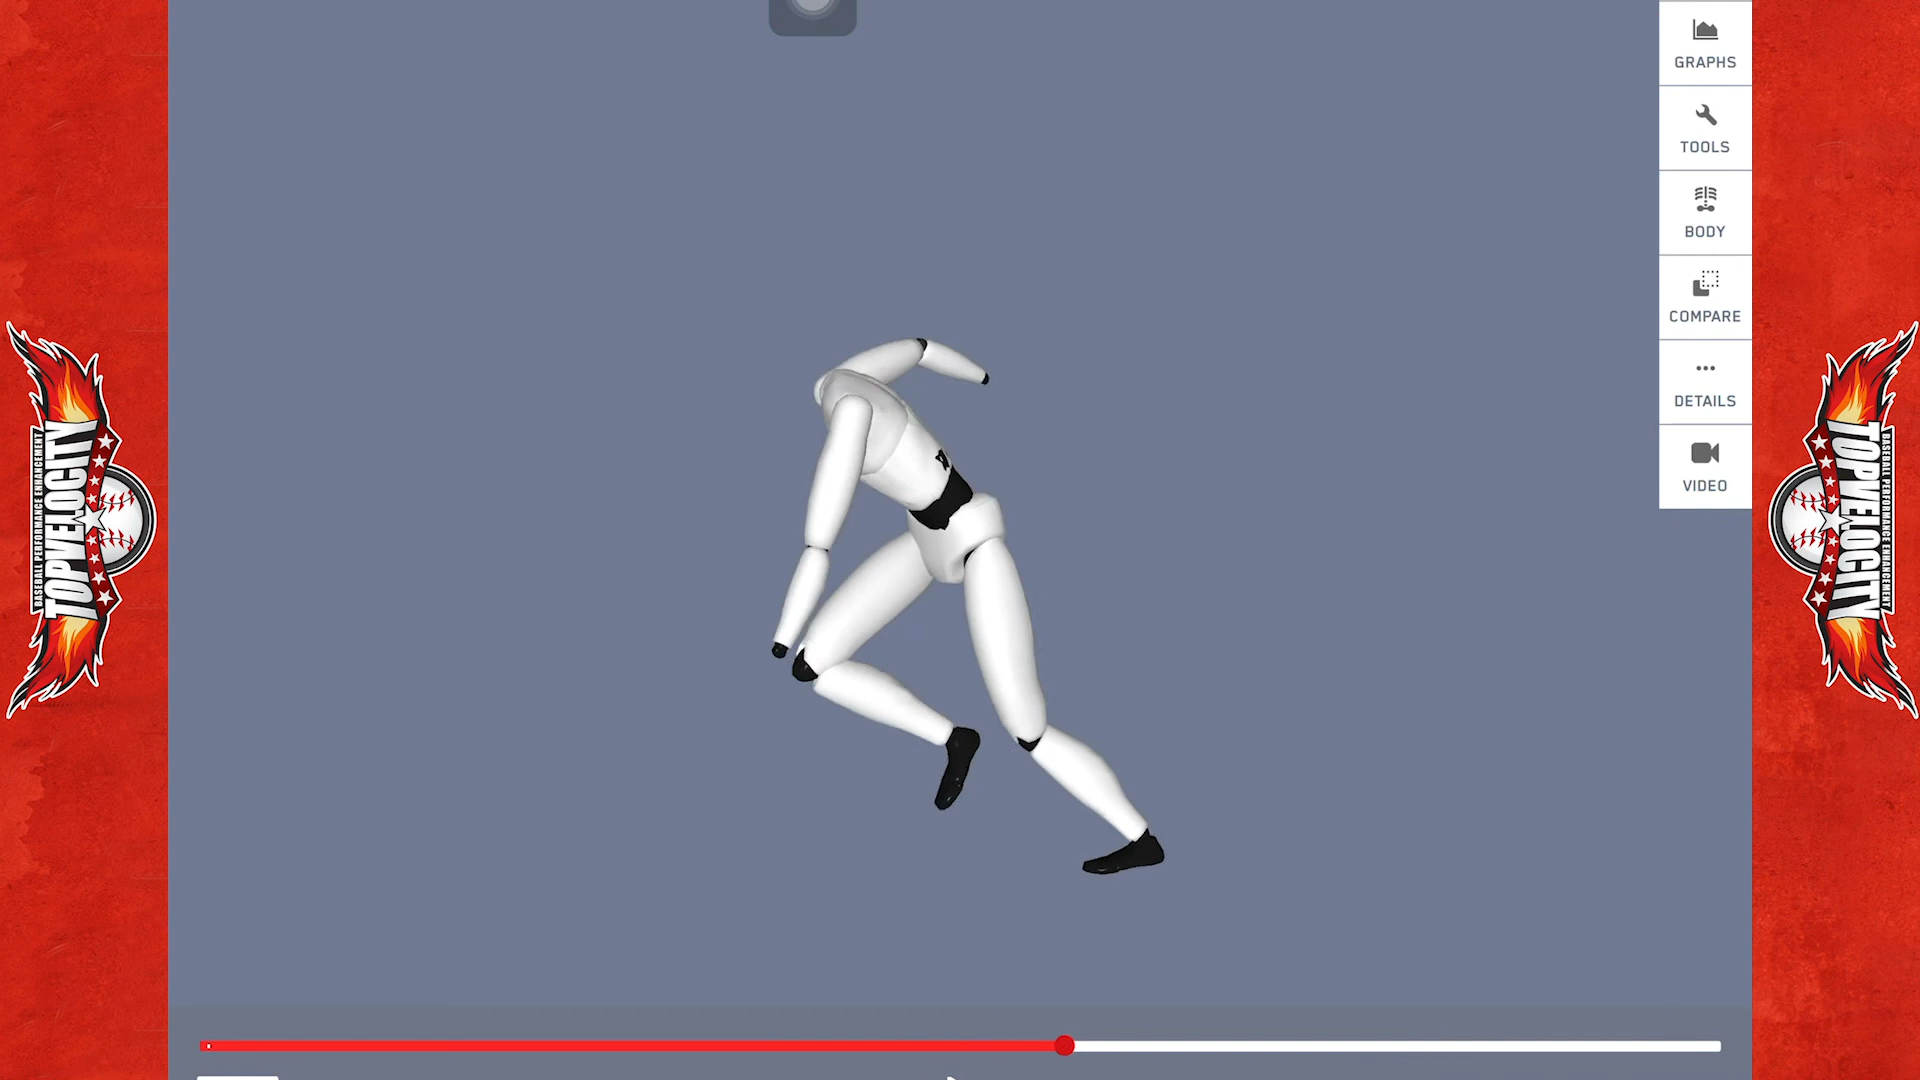 GRAPHS
TOOLS
BODY
COMPARE
DETAILS
VIDEO
BASEBALL PERFORMANCE ENHANCEMENT
TOPVELOCITY
TOPVELOCITY
BASEBALL PERFORMANCE ENHANCEMENT